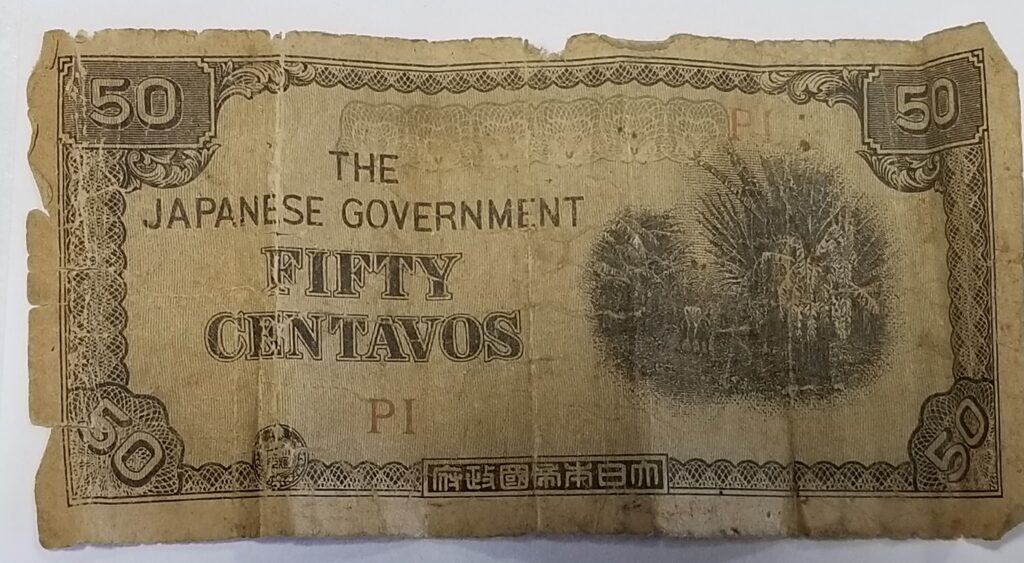 50
50
PI
THE
JAPANESE GOVERNMENT
FIFTY
CENTAVOS
PI
50
大日本帝國政府
50